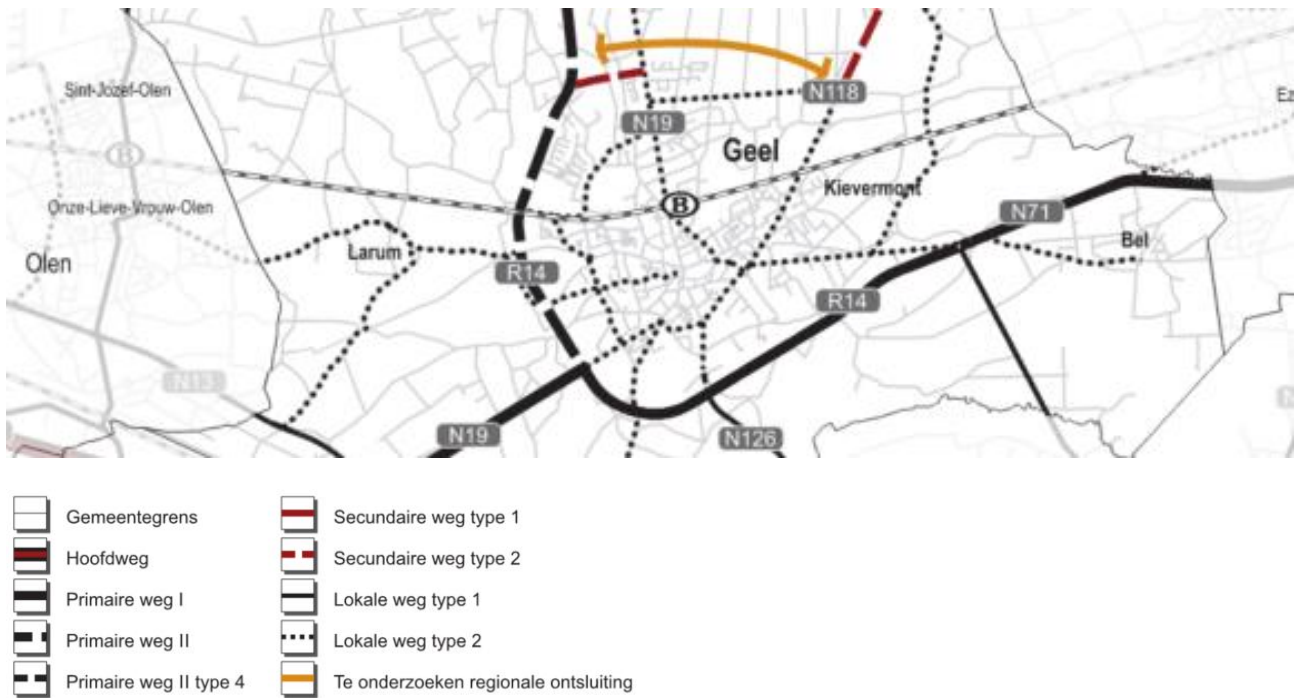 Sint-Jozef-Olen
N118
Ez
N19
Geel
B
Kievermont
Onze-Lieve-Vrouw-Olen
B
N71
Olen
Larum
Bel
R14
R14
N13
N19
N126
N
Gemeentegrens
Hoofdweg
Primaire weg I
Primaire weg II
Primaire weg II type 4
Secundaire weg type 1
Secundaire weg type 2
Lokale weg type 1
Lokale weg type 2
Te onderzoeken regionale ontsluiting